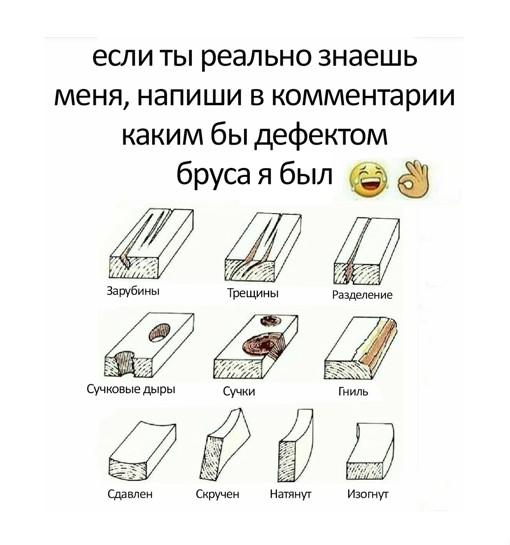 если ты реально знаешь
меня, напиши в комментарии
каким бы дефектом
бруса я был 😂👌
Зарубины Трещины Разделение
Сучковые дыры Сучки Гниль
Сдавлен Скручен Натянут Изогнут